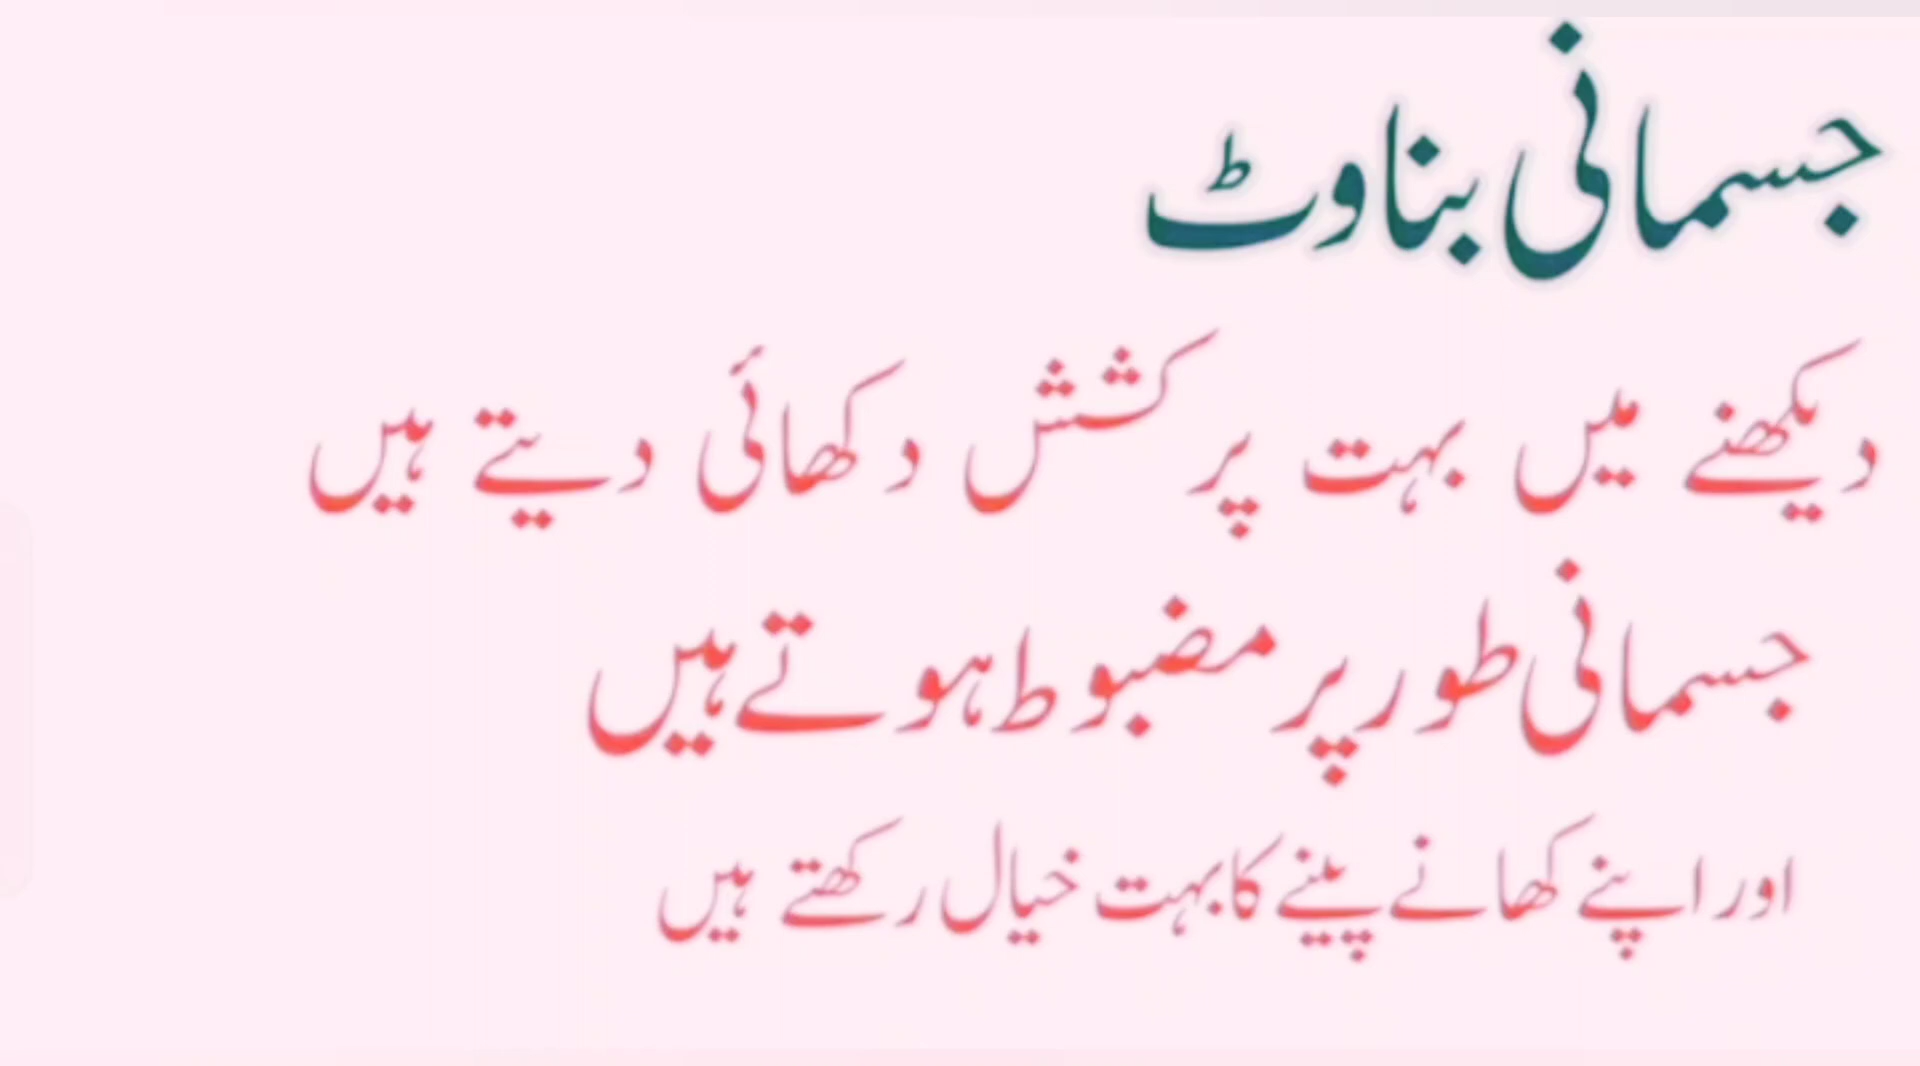 جسمانی بناوٹ
دیکھنے میں بہت پرکشش دکھائی دیتے ہیں
جسمانی طور پر مضبوط ہوتے ہیں
اور اپنے کھانے پینے کا بہت خیال رکھتے ہیں